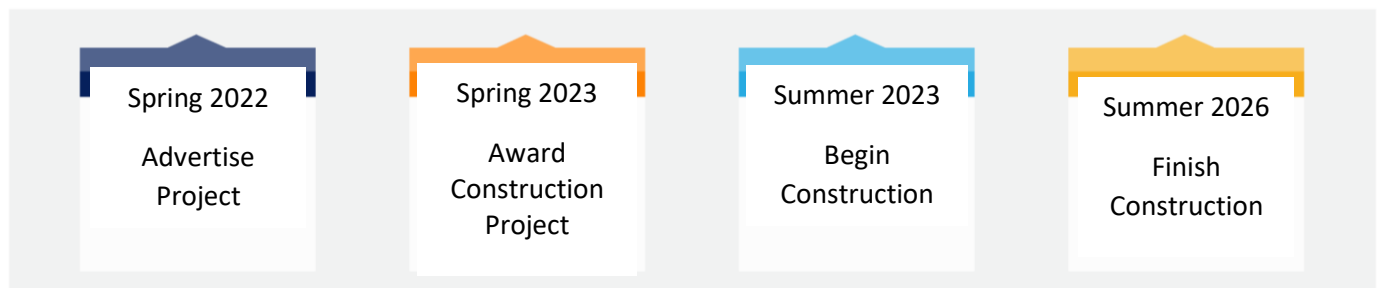 Spring 2022
Advertise
Project
Spring 2023
Award
Construction
Project
Summer 2023
Begin
Construction
Summer 2026
Finish
Construction